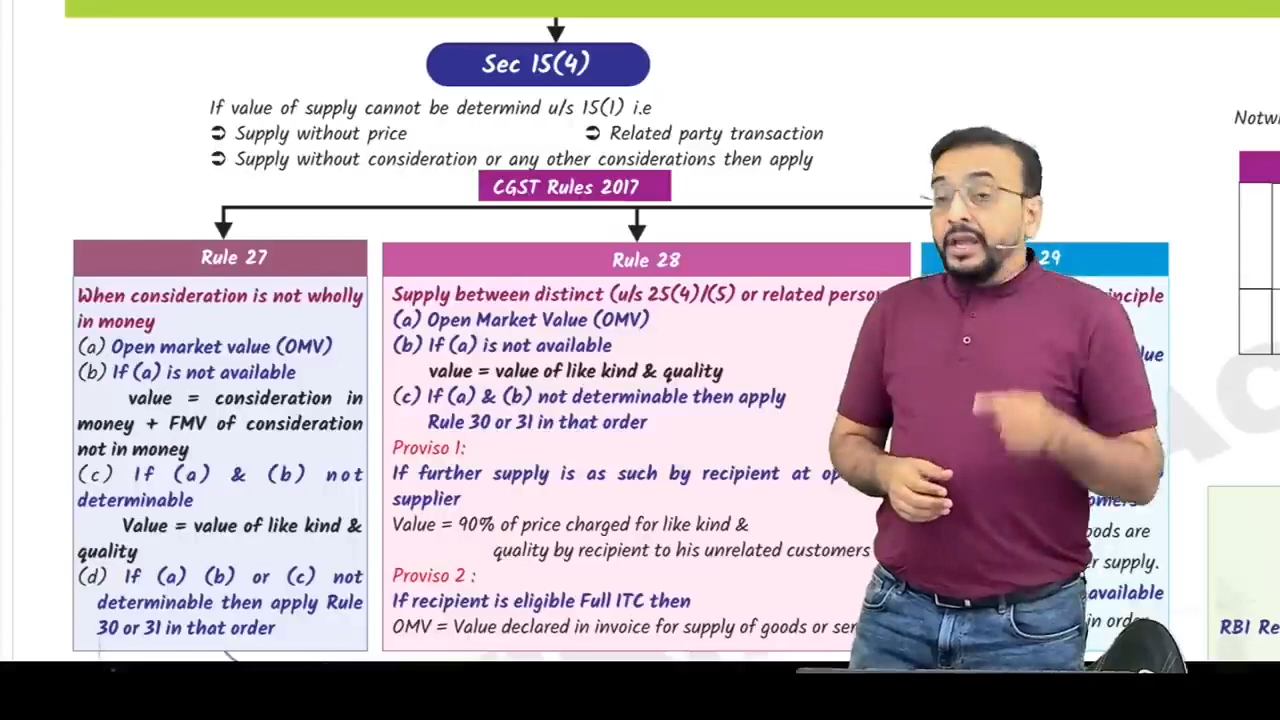 Sec 15(4)
If value of supply cannot be determind u/s 15(1) i.e
➲ Supply without price
➲ Related party transaction
➲ Supply without consideration or any other considerations then apply
CGST Rules 2017
Rule 27
When consideration is not wholly
in money
(a) Open market value (OMV)
(b) If (a) is not available
value = consideration in
money + FMV of consideration
not in money
(c) If (a) & (b) not
determinable
Value = value of like kind &
quality
(d) If (a) (b) or (c) not
determinable then apply Rule
30 or 31 in that order
Rule 28
Supply between distinct (u/s 25(4)/(5) or related
(a) Open Market Value (OMV)
(b) If (a) is not available
value = value of like kind & quality
(c) If (a) & (b) not determinable then apply
Rule 30 or 31 in that order
Proviso 1:
If further supply is as such by recipient at
supplier
Value = 90% of price charged for like kind &
quality by recipient to his unrelated customers
Proviso 2 :
If recipient is eligible Full ITC then
OMV = Value declared in invoice for supply of goods or
29
are
supply.
available
in
RBI